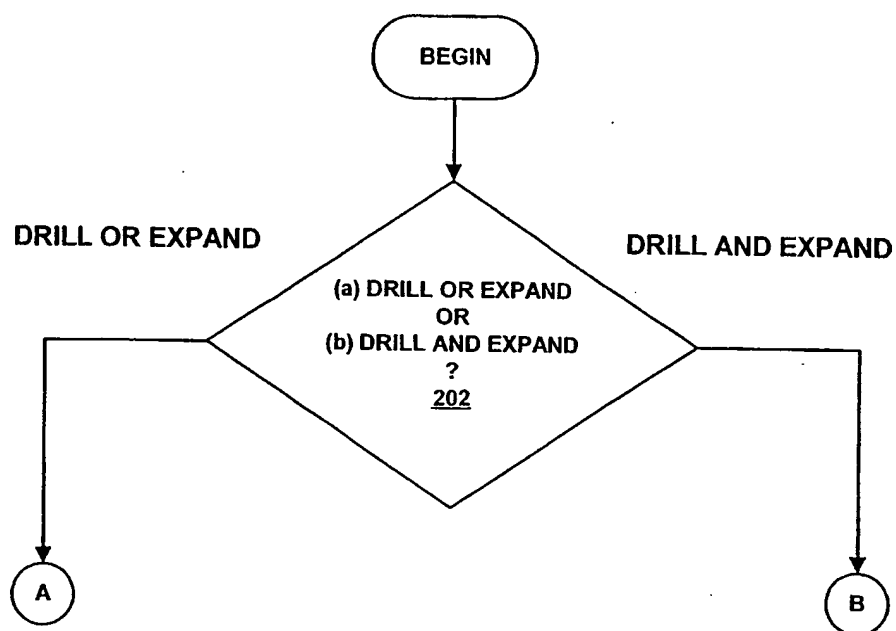 BEGIN
DRILL OR EXPAND
DRILL AND EXPAND
(a) DRILL OR EXPAND
OR
(b) DRILL AND EXPAND
?
202
A
B